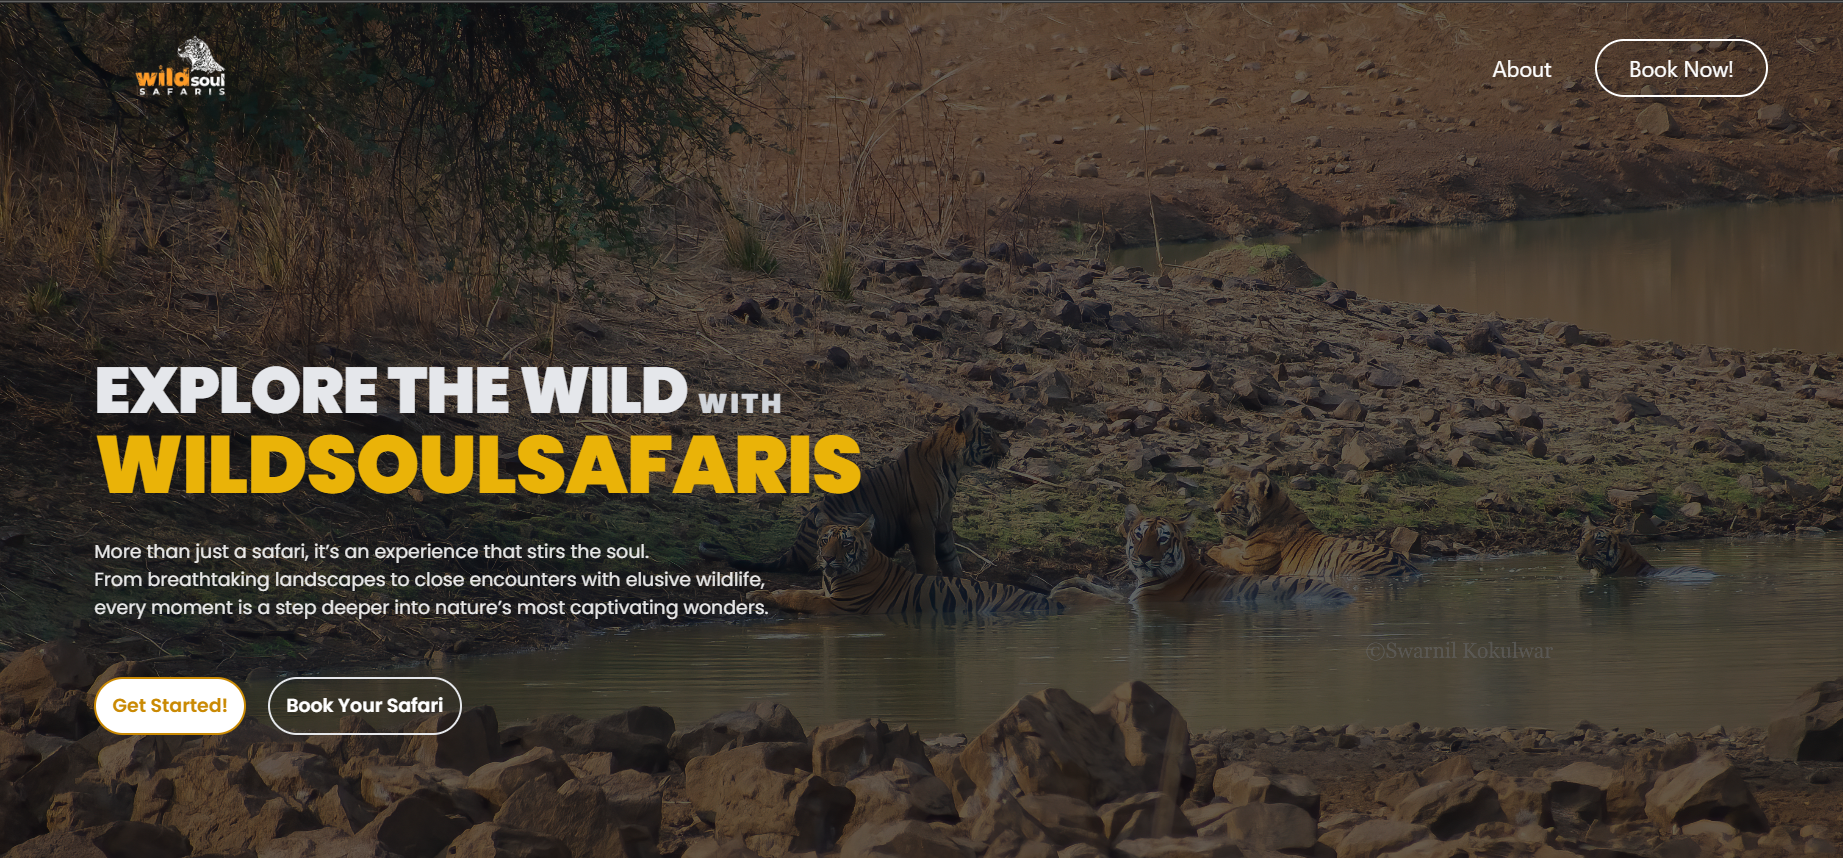 wildsoul
SAFARIS
About
Book Now!
EXPLORE THE WILD WITH
WILDSOULSAFARIS
More than just a safari, it's an experience that stirs the soul.
From breathtaking landscapes to close encounters with elusive wildlife,
every moment is a step deeper into nature's most captivating wonders.
©Swarnil Kokulwar
Get Started!
Book Your Safari